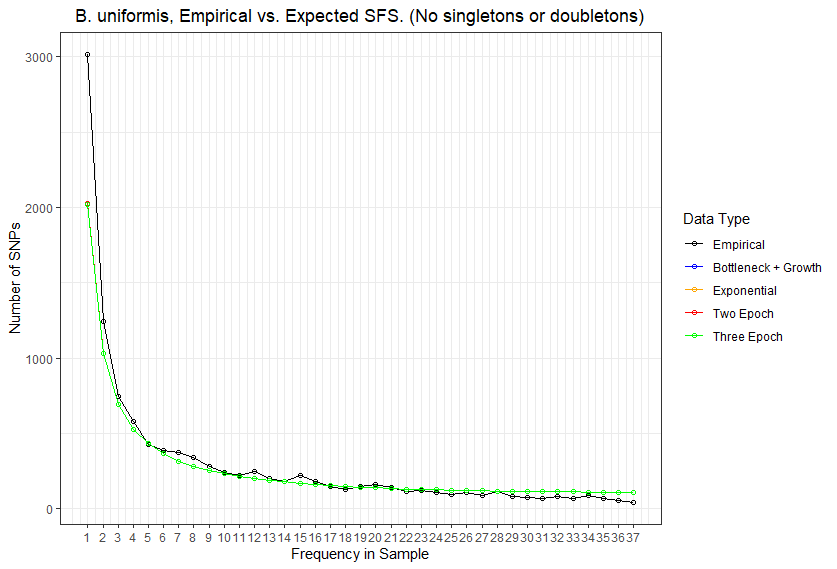 B. uniformis, Empirical vs. Expected SFS. (No singletons or doubletons)
3000
2000
1000
0
Number of SNPs
1 2 3 4 5 6 7 8 9 10 11 12 13 14 15 16 17 18 19 20 21 22 23 24 25 26 27 28 29 30 31 32 33 34 35 36 37
Frequency in Sample
Data Type
Empirical
Bottleneck + Growth
Exponential
Two Epoch
Three Epoch